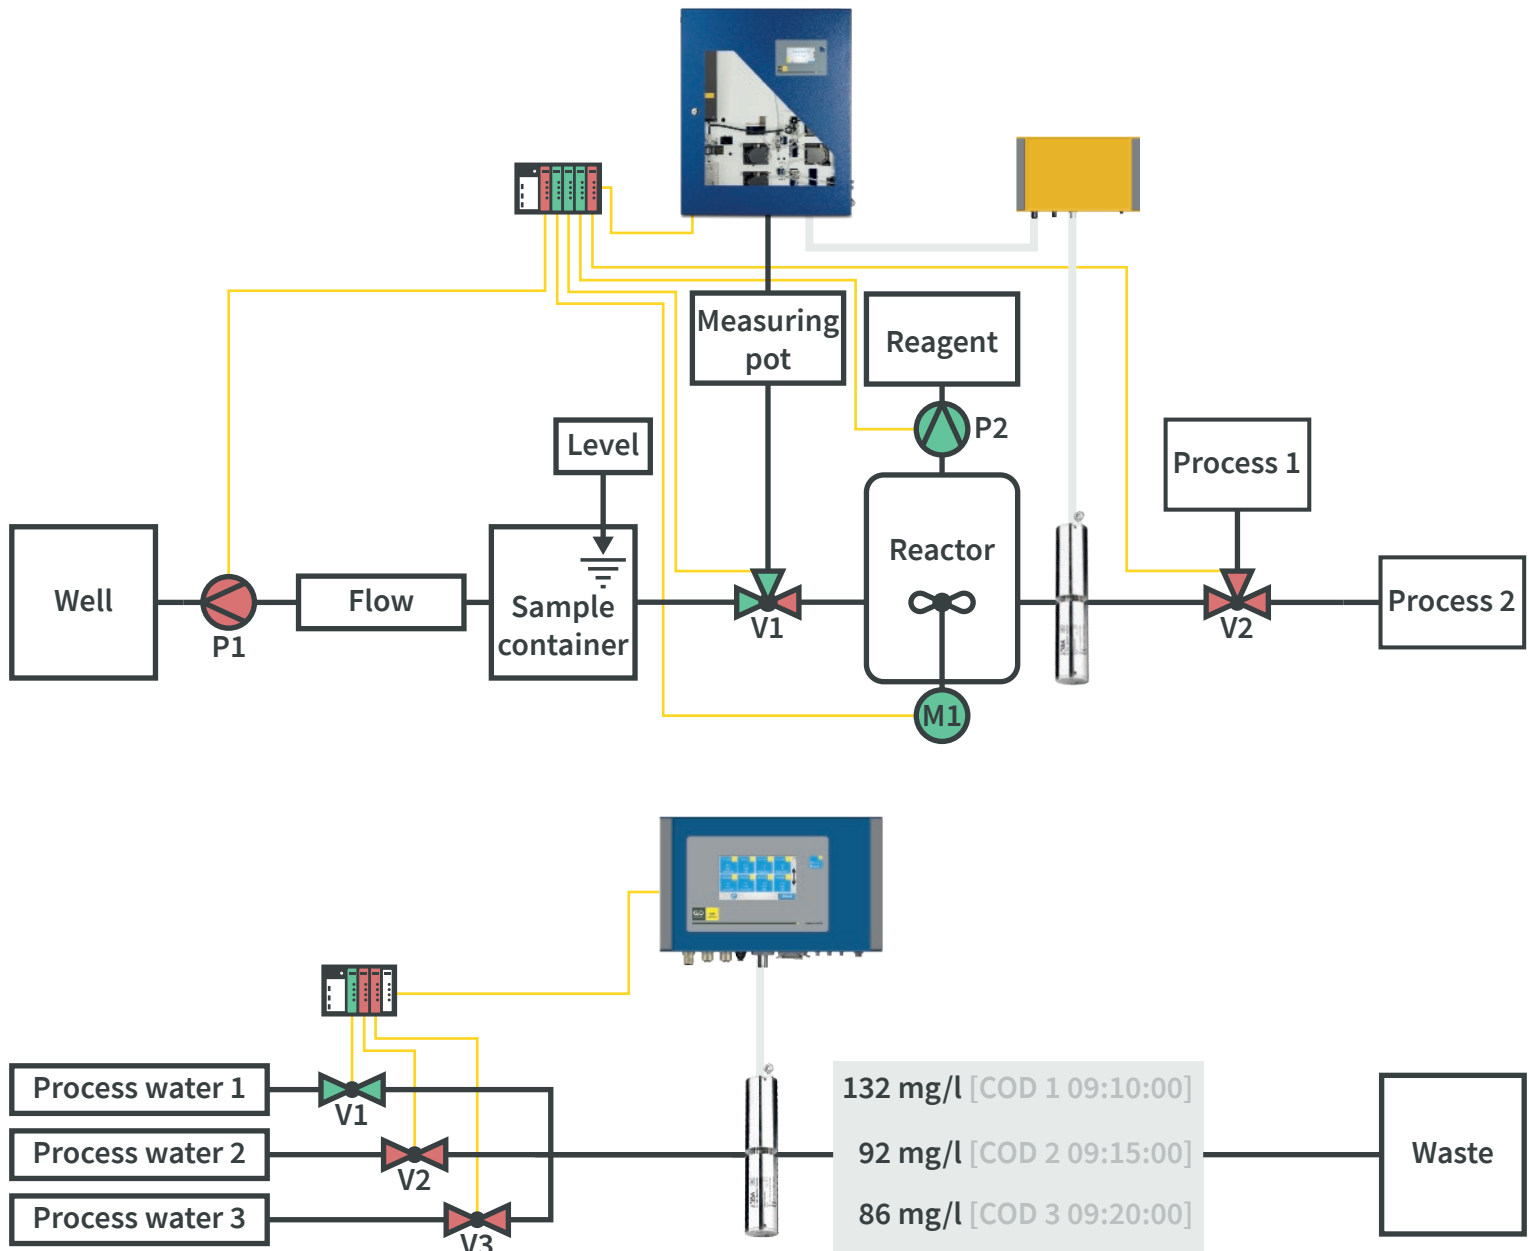 Measuring
pot
Reagent
P2
Level
Process 1
Well
P1
Flow
Sample
container
V1
Reactor
M1
V2
Process 2
GO
Process water 1
V1
Process water 2
V2
Process water 3
V3
132 mg/l [COD 1 09:10:00]
92 mg/l [COD 2 09:15:00]
86 mg/l [COD 3 09:20:00]
Waste